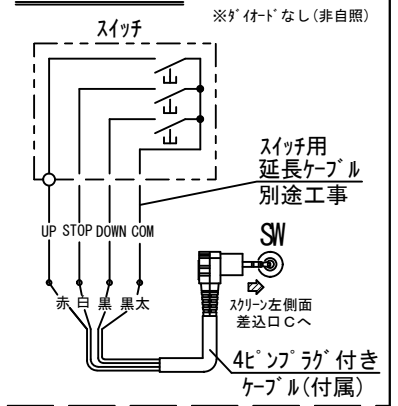 ※ダイオードなし(非自照)
スイッチ
スイッチ用
延長ケーブル
別途工事
UP STOP DOWN COM
SW
赤 白 黒 黒太
スクリーン左側面
差込口Cへ
4ピンプラグ付き
ケーブル(付属)